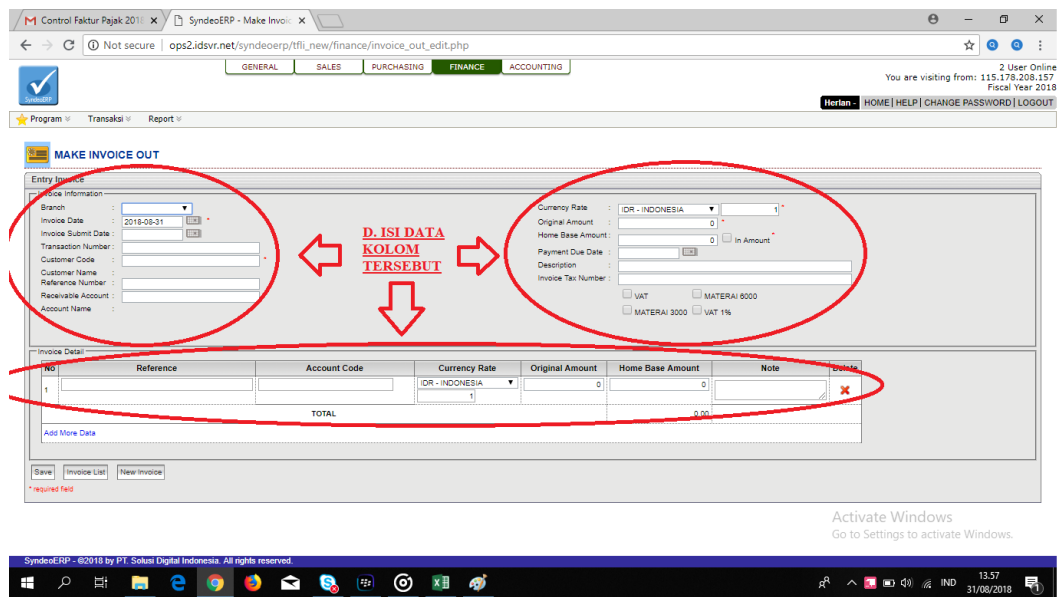 Control Faktur Pajak 2018 SyndeoERP - Make Invoic
Not secure ops2.idsvr.net/syndeoerp/tfli_new/finance/invoice_out_edit.php
GENERAL SALES PURCHASING FINANCE ACCOUNTING
2 User Online
You are visiting from: 115.178.208.157
Fiscal Year 2018
SyndeoERP
Herlan - HOME | HELP | CHANGE PASSWORD | LOGOUT
Program Transaksi Report
MAKE INVOICE OUT
Entry Invoice
Invoice Information
Branch :
Invoice Date : 2018-08-31 *
Invoice Submit Date :
Transaction Number :
Customer Code : *
Customer Name :
Reference Number :
Receivable Account :
Account Name :
D. ISI DATA
KOLOM
TERSEBUT
Currency Rate : IDR - INDONESIA 1 *
Original Amount : 0 *
Home Base Amount : 0 In Amount *
Payment Due Date :
Description :
Invoice Tax Number :
VAT MATERAI 6000
MATERAI 3000 VAT 1%
Invoice Detail
No Reference Account Code Currency Rate Original Amount Home Base Amount Note Delete
1 IDR - INDONESIA 0 0
1
TOTAL 0.00
Add More Data
Save Invoice List New Invoice
* required field
Activate Windows
Go to Settings to activate Windows.
SyndeoERP - ©2018 by PT. Solusi Digital Indonesia. All rights reserved.
IND 13.57
31/08/2018
1